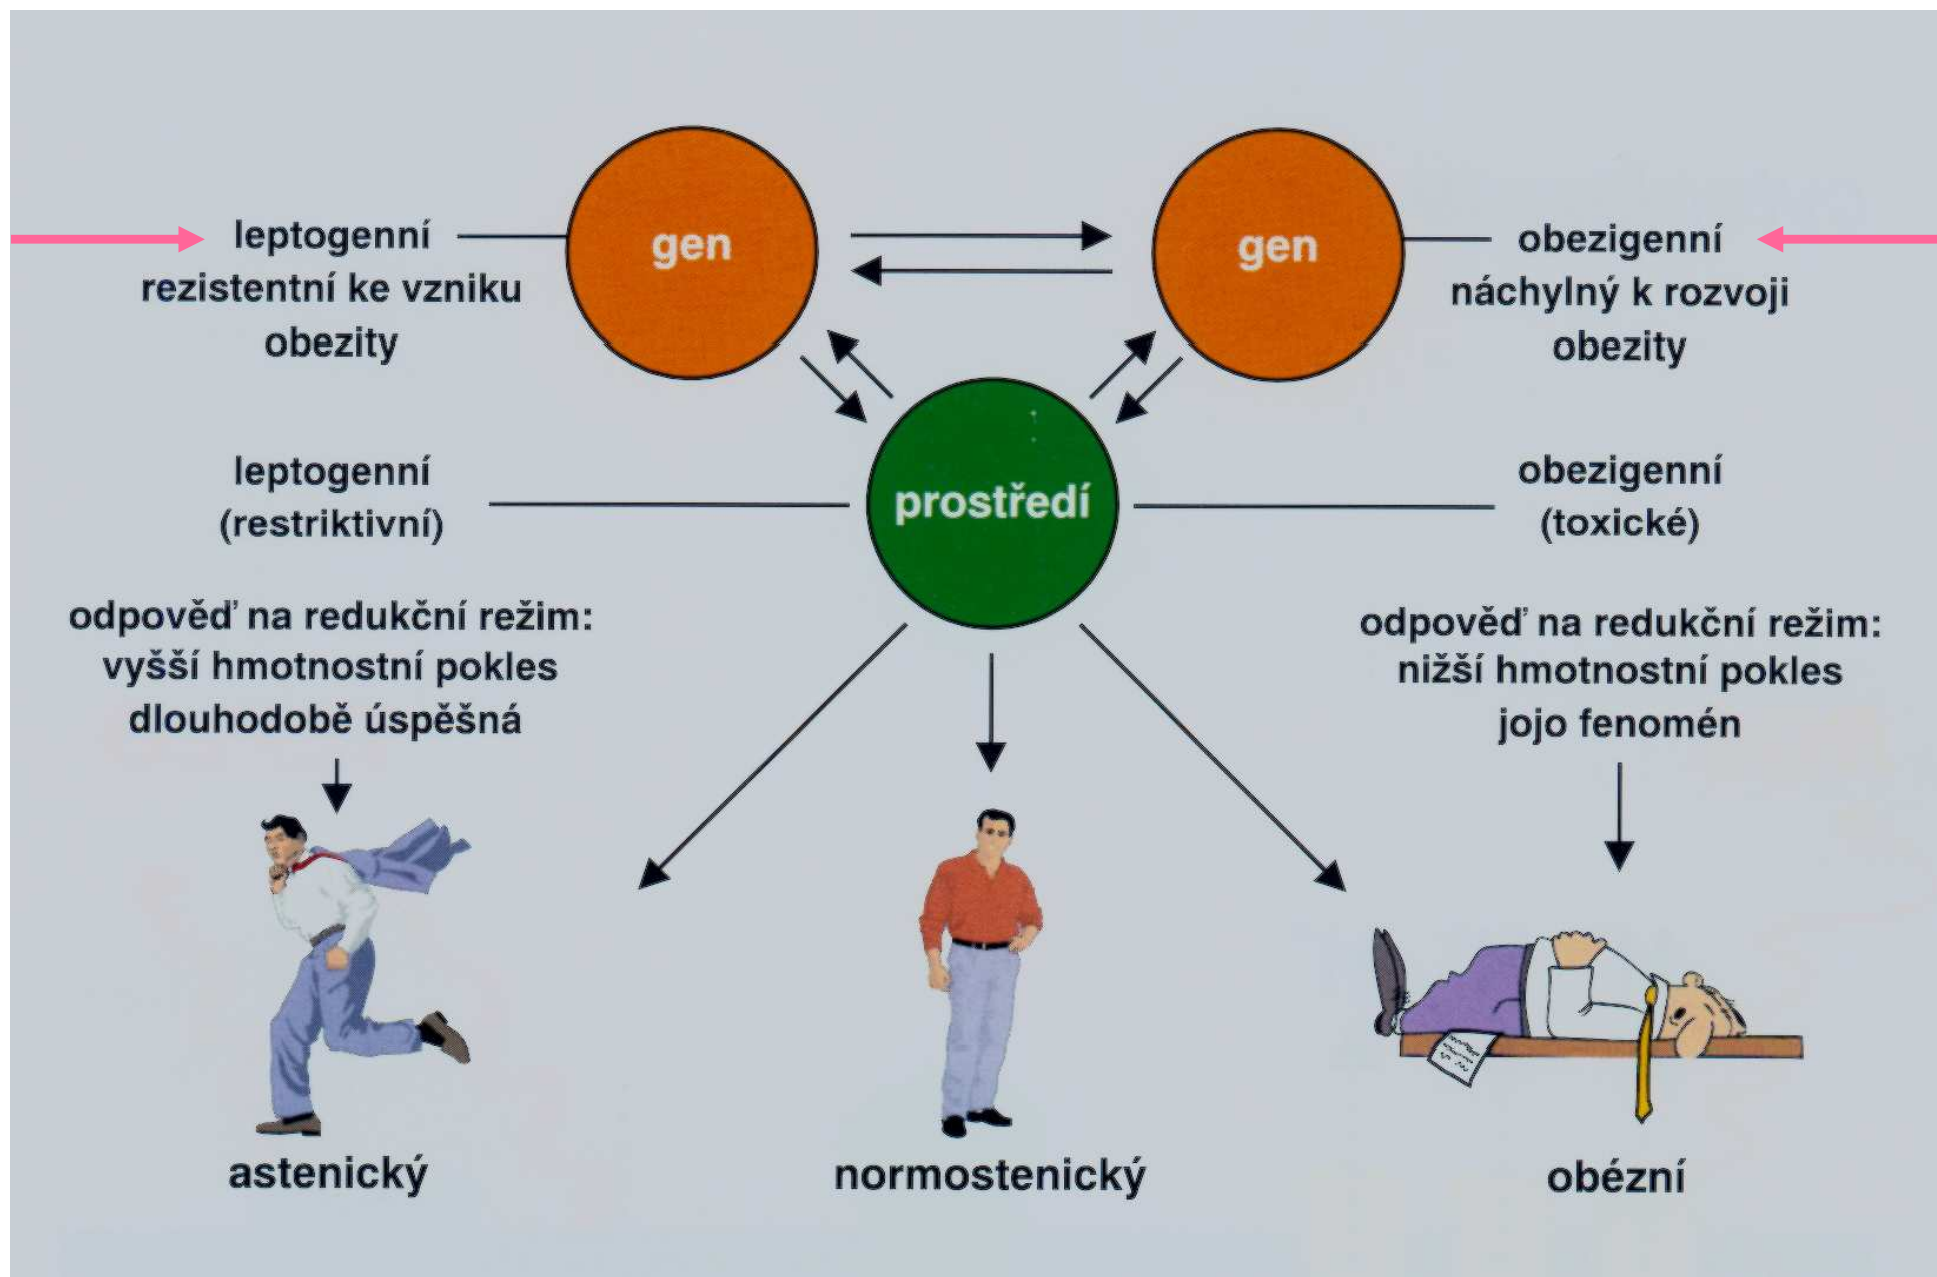 gen
gen
leptogenní
rezistentní ke vzniku
obezity
obezigenní
náchylný k rozvoji
obezity
prostředí
leptogenní
(restriktivní)
obezigenní
(toxické)
odpověď na redukční režim:
vyšší hmotnostní pokles
dlouhodobě úspěšná
odpověď na redukční režim:
nižší hmotnostní pokles
jojo fenomén
astenický
normostenický
obézní